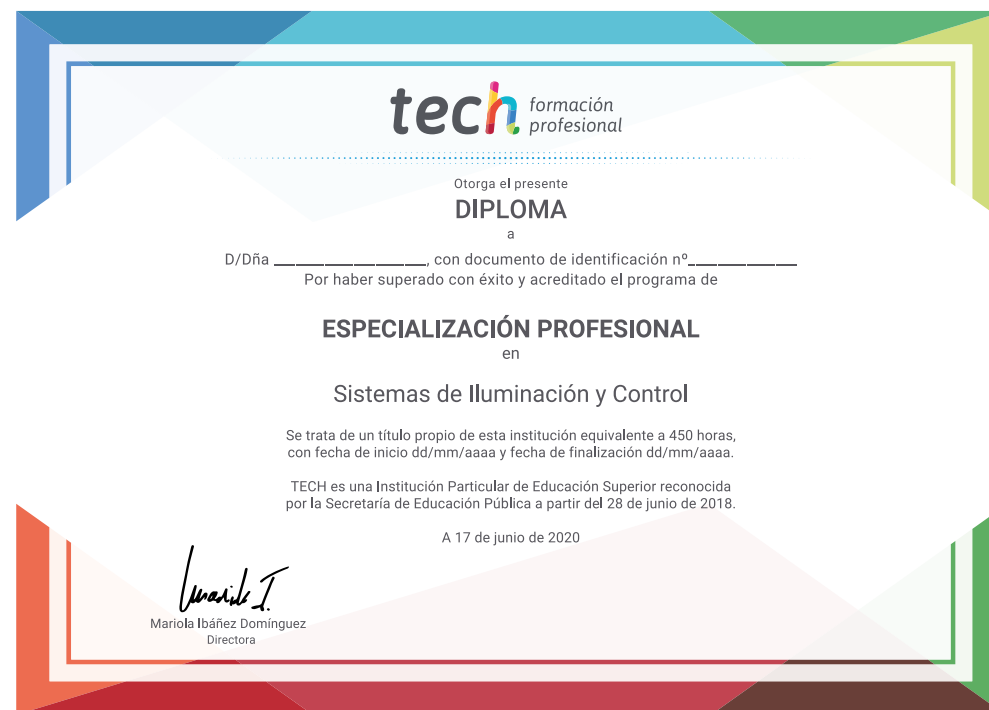 tech formación
profesional
Otorga el presente
DIPLOMA
a
D/Dña ____________________, con documento de identificación nº______________
Por haber superado con éxito y acreditado el programa de
ESPECIALIZACIÓN PROFESIONAL
en
Sistemas de Iluminación y Control
Se trata de un título propio de esta institución equivalente a 450 horas,
con fecha de inicio dd/mm/aaaa y fecha de finalización dd/mm/aaaa.
TECH es una Institución Particular de Educación Superior reconocida
por la Secretaría de Educación Pública a partir del 28 de junio de 2018.
A 17 de junio de 2020
Mariola Ibáñez Domínguez
Directora